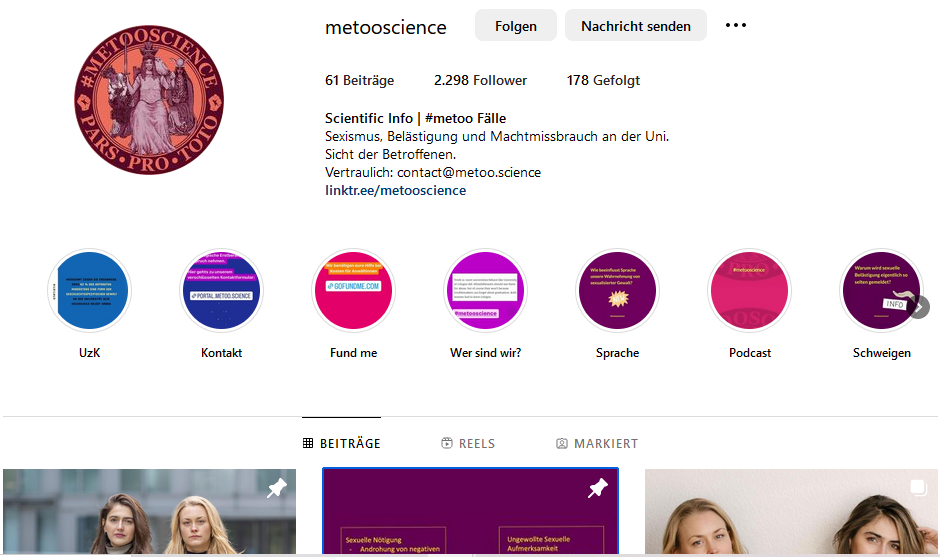 metooscience
Folgen
Nachricht senden
61 Beiträge
2.298 Follower
178 Gefolgt
Scientific Info | #metoo Fälle
Sexismus, Belästigung und Machtmissbrauch an der Uni.
Sicht der Betroffenen.
Vertraulich: contact@metoo.science
linktr.ee/metooscience
#METOOSCIENCE
PARS • PRO • TOTO
PORTAL.METOO.SCIENCE
GOFUNDME.COM
#metooscience
Wie beeinflusst Sprache
unsere Wahrnehmung von
sexualisierter Gewalt?
#metooscience
Warum wird sexuelle
Belästigung eigentlich so
selten gemeldet?
INFO
UzK
Kontakt
Fund me
Wer sind wir?
Sprache
Podcast
Schweigen
BEITRÄGE
REELS
MARKIERT
Sexuelle Nötigung
- Androhung von negativen
Ungewollte Sexuelle
Aufmerksamkeit